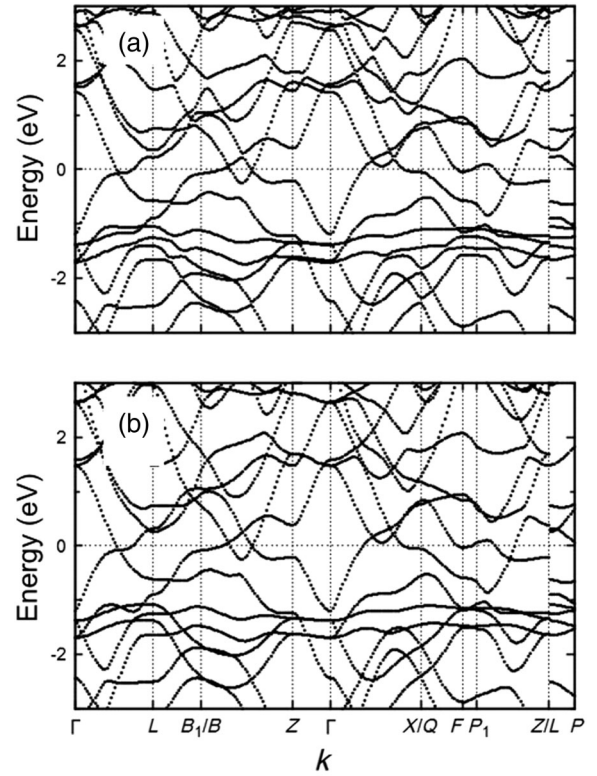 (a)
Energy (eV)
2
0
-2
(b)
Energy (eV)
2
0
-2
Γ L B₁/B Z Γ X/Q F P₁ Z/L P
k